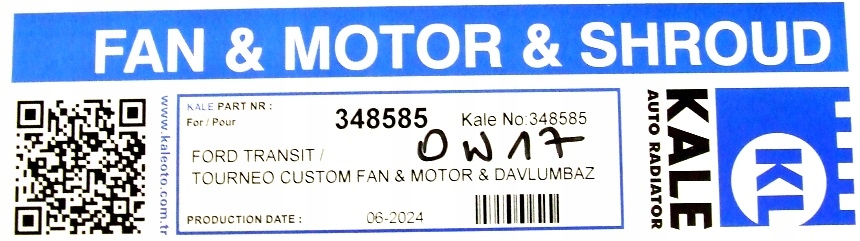 FAN & MOTOR & SHROUD
www.kaleoto.com.tr
KALE PART NR :
348585
Kale No:348585
For / Pour
0W17
FORD TRANSIT /
TOURNEO CUSTOM FAN & MOTOR & DAVLUMBAZ
PRODUCTION DATE :
06-2024
KALE
AUTO RADIATOR
KL